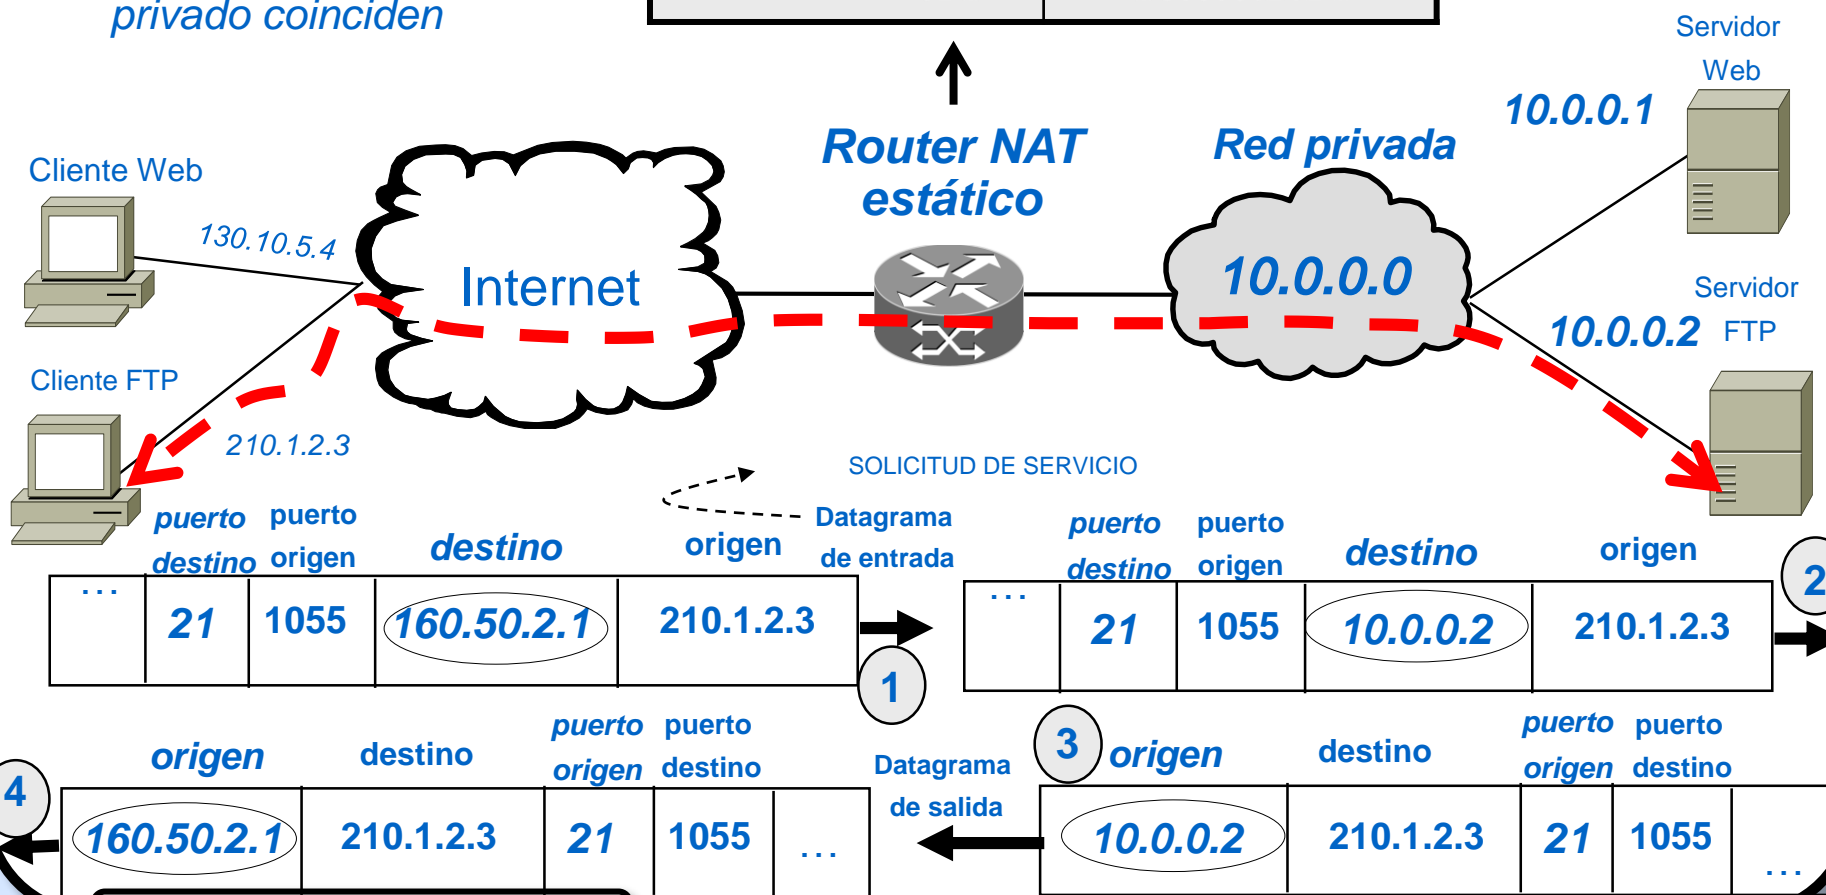 privado coinciden
Servidor
Web
10.0.0.1
Router NAT
estático
Red privada
Cliente Web
130.10.5.4
Internet
10.0.0.0
Servidor
FTP
10.0.0.2
Cliente FTP
210.1.2.3
SOLICITUD DE SERVICIO
Datagrama
de entrada
puerto destino puerto origen destino origen
... 21 1055 160.50.2.1 210.1.2.3
1
puerto destino puerto origen destino origen
... 21 1055 10.0.0.2 210.1.2.3
2
4
origen destino puerto origen puerto destino
160.50.2.1 210.1.2.3 21 1055 ...
Datagrama
de salida
3
origen destino puerto origen puerto destino
10.0.0.2 210.1.2.3 21 1055 ...